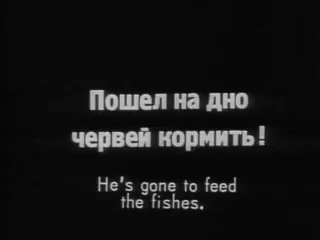 Пошел на дно
червей кормить!
He's gone to feed
the fishes.